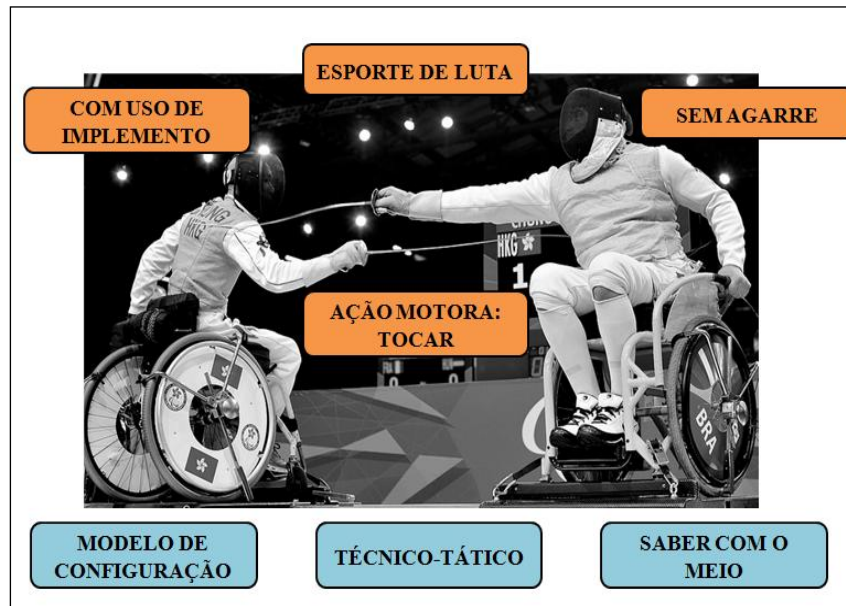 ESPORTE DE LUTA
COM USO DE
IMPLEMENTO
SEM AGARRE
HKG
HKG
1
AÇÃO MOTORA:
TOCAR
BRA
MODELO DE
CONFIGURAÇÃO
TÉCNICO-TÁTICO
SABER COM O
MEIO